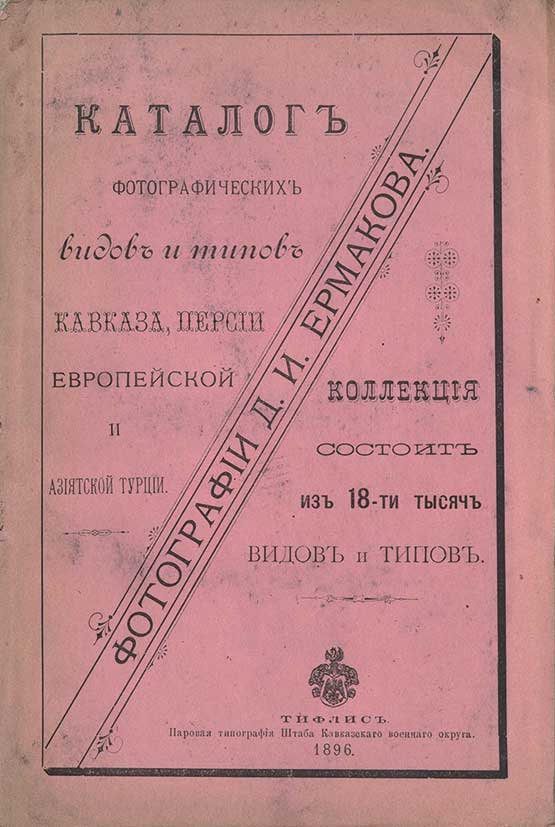 КАТАЛОГЪ
ФОТОГРАФИЧЕСКИХЪ
видовъ и типовъ
КАВКАЗА, ПЕРСІИ
ЕВРОПЕЙСКОЙ
И
АЗІЯТСКОЙ ТУРЦІИ.
ФОТОГРАФІИ Д. И. ЕРМАКОВА.
КОЛЛЕКЦІЯ
СОСТОИТЪ
изъ 18-ти тысячъ
ВИДОВЪ и ТИПОВЪ.
ТИФЛИСЪ.
Паровая типографія Штаба Кавказскаго военнаго округа.
1896.